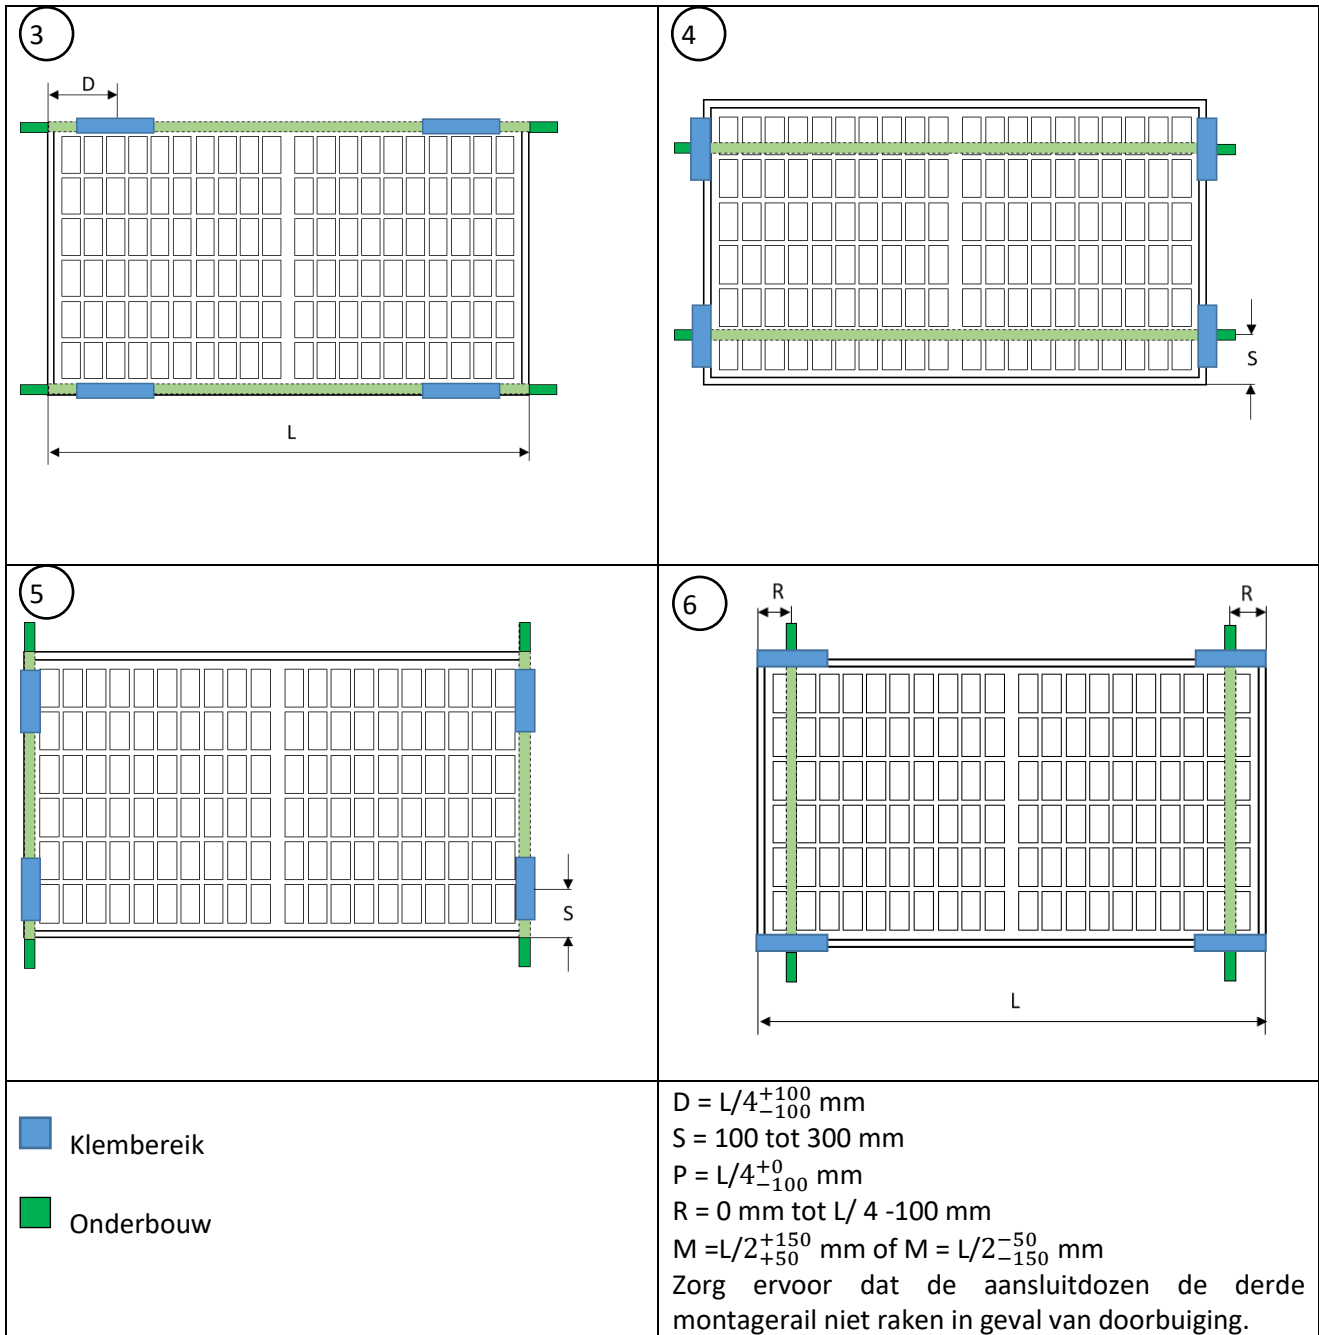 3
D
L
4
S
5
S
6
R R
L
Klembereik
Onderbouw
D = L/4⁺¹⁰⁰₋₁₀₀ mm
S = 100 tot 300 mm
P = L/4⁺⁰₋₁₀₀ mm
R = 0 mm tot L/ 4 -100 mm
M =L/2⁺¹⁵⁰₊₅₀ mm of M = L/2⁻⁵⁰₋₁₅₀ mm
Zorg ervoor dat de aansluitdozen de derde
montagerail niet raken in geval van doorbuiging.